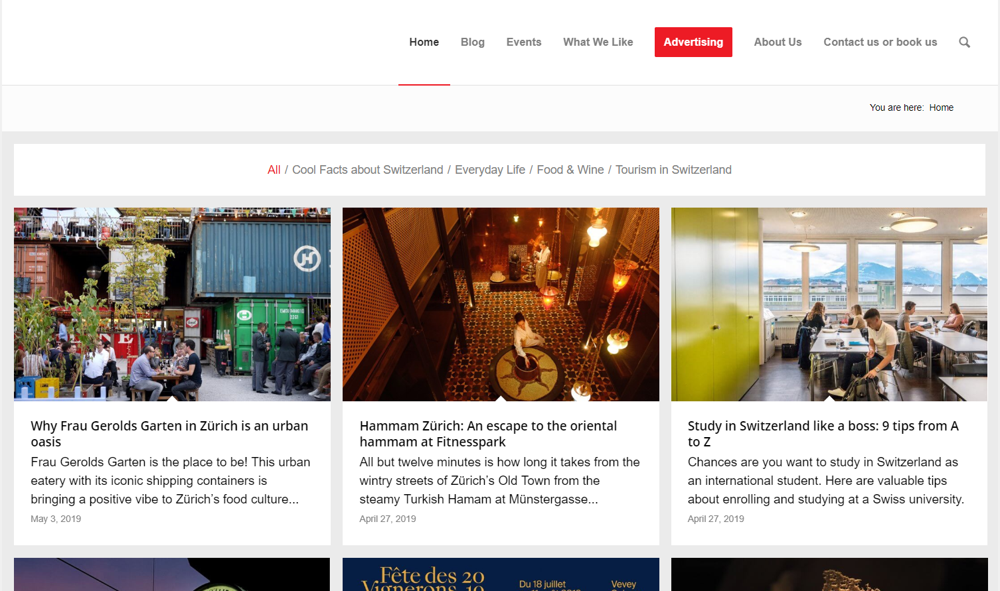 Home Blog Events What We Like Advertising About Us Contact us or book us
You are here: Home
All / Cool Facts about Switzerland / Everyday Life / Food & Wine / Tourism in Switzerland
Why Frau Gerolds Garten in Zürich is an urban
oasis
Frau Gerolds Garten is the place to be! This urban
eatery with its iconic shipping containers is
bringing a positive vibe to Zürich’s food culture...
May 3, 2019
Hammam Zürich: An escape to the oriental
hammam at Fitnesspark
All but twelve minutes is how long it takes from the
wintry streets of Zürich’s Old Town from the
steamy Turkish Hamam at Münstergasse...
April 27, 2019
Study in Switzerland like a boss: 9 tips from A
to Z
Chances are you want to study in Switzerland as
an international student. Here are valuable tips
about enrolling and studying at a Swiss university.
April 27, 2019
Fête des 20
Vignerons 19
Du 18 juillet
Vevey